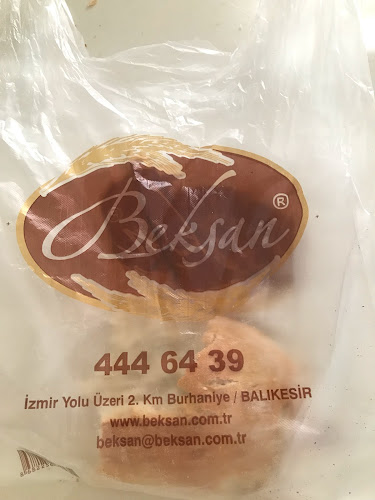 Beksan ®
444 64 39
İzmir Yolu Üzeri 2. Km Burhaniye / BALIKESİR
www.beksan.com.tr
beksan@beksan.com.tr